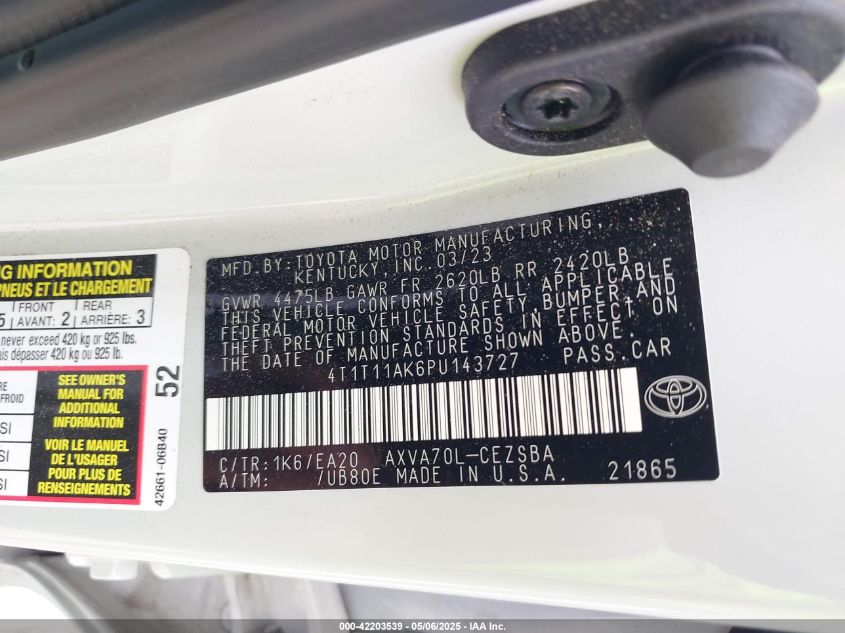 MFD. BY: TOYOTA MOTOR MANUFACTURING,
KENTUCKY, INC. 03/23
GVWR 4475LB GAWR FR 2620LB RR 2420LB
THIS VEHICLE CONFORMS TO ALL APPLICABLE
FEDERAL MOTOR VEHICLE SAFETY, BUMPER, AND
THEFT PREVENTION STANDARDS IN EFFECT ON
THE DATE OF MANUFACTURE SHOWN ABOVE.
4T1T11AK6PU143727 PASS.CAR
C/TR:1K6/EA20 AXVA70L-CEZSBA
A/TM: /UB80E MADE IN U.S.A. 21865
INFORMATION
PNEUS ET LE CHARGEMENT
5 FRONT AVANT: 2 REAR ARRIÈRE: 3
never exceed 420 kg or 925 lbs.
dépasser 420 kg ou 925 lb.
SEE OWNER'S
MANUAL FOR
ADDITIONAL
INFORMATION
VOIR LE MANUEL
DE L'USAGER
POUR PLUS DE
RENSEIGNEMENTS
52
42661-06B40
000-42203539 - 05/06/2025 - IAA Inc.